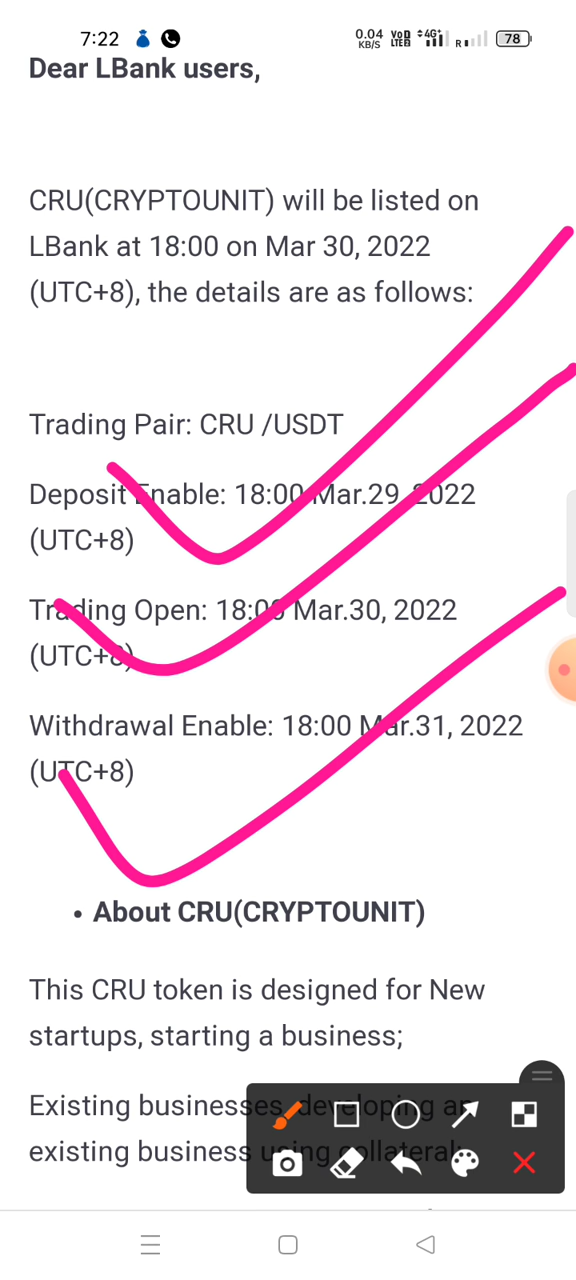 7:22
0.04 KB/S VoD LTE2 4G+ R 78
Dear LBank users,
CRU(CRYPTOUNIT) will be listed on
LBank at 18:00 on Mar 30, 2022
(UTC+8), the details are as follows:
Trading Pair: CRU /USDT
Deposit Enable: 18:00 Mar.29, 2022
(UTC+8)
Trading Open: 18:00 Mar.30, 2022
(UTC+8)
Withdrawal Enable: 18:00 Mar.31, 2022
(UTC+8)
• About CRU(CRYPTOUNIT)
This CRU token is designed for New
startups, starting a business;
Existing businesses developing an
existing business using collateral